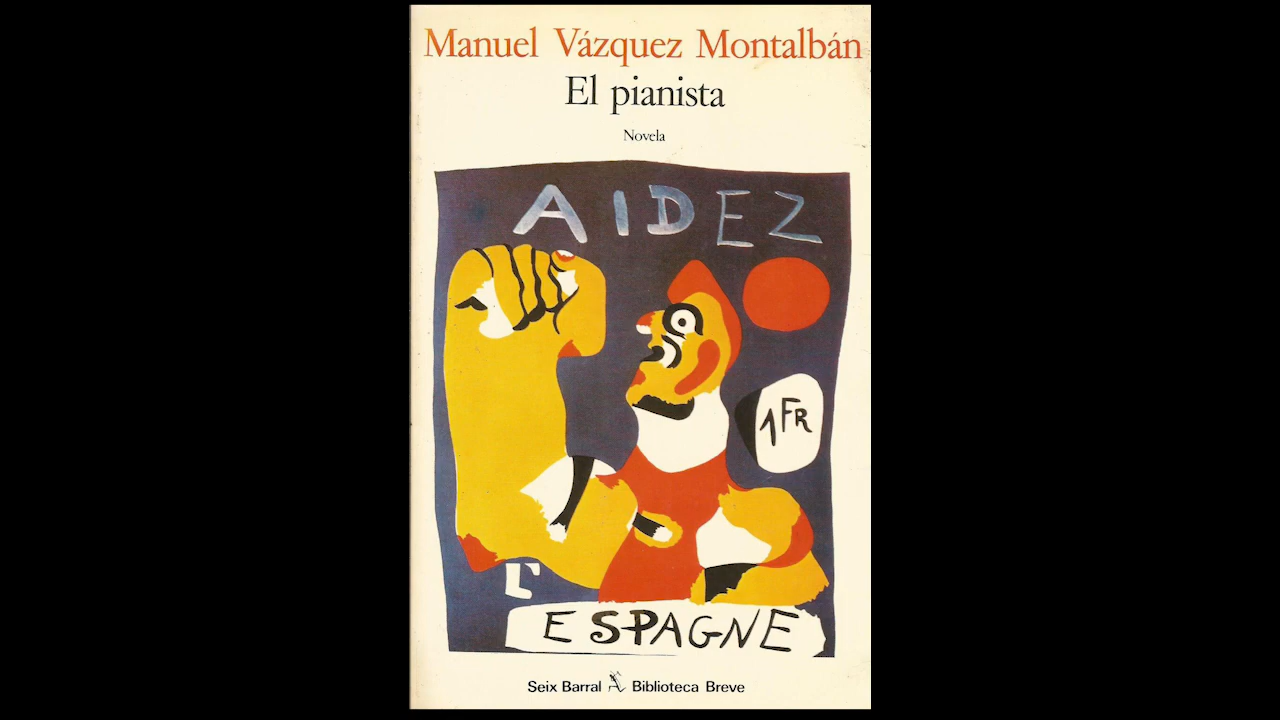 Manuel Vázquez Montalbán
El pianista
Novela
AIDEZ
1FR
L'
ESPAGNE
Seix Barral Biblioteca Breve